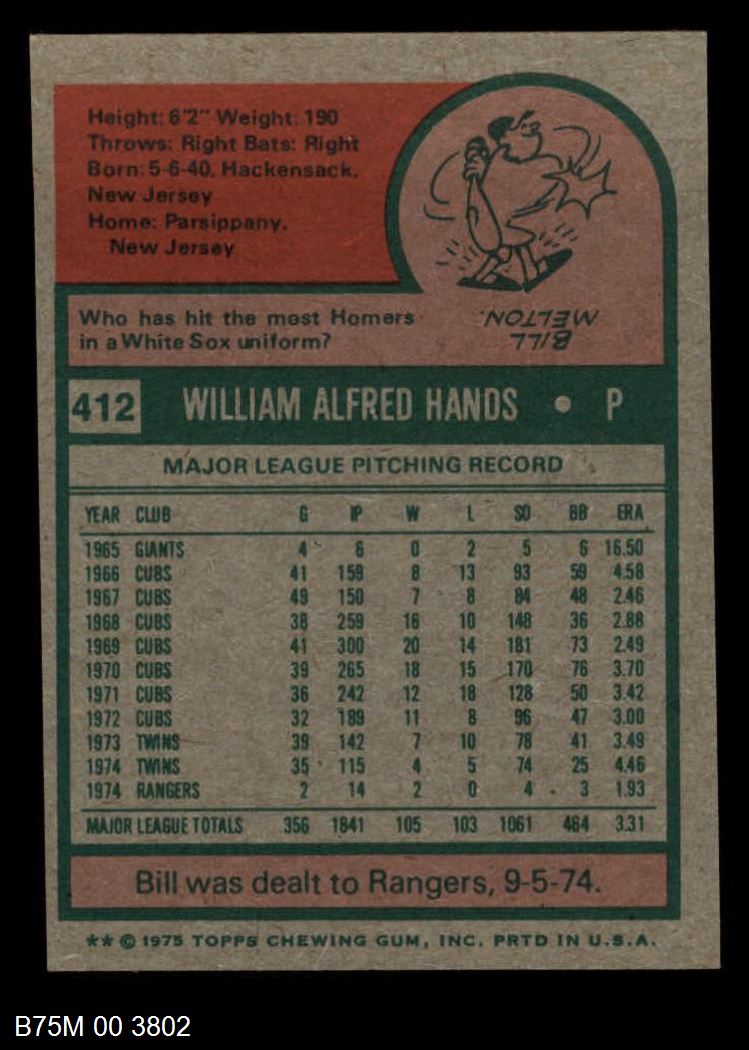 Height: 6'2" Weight: 190
Throws: Right Bats: Right
Born: 5-6-40, Hackensack,
New Jersey
Home: Parsippany,
New Jersey
Who has hit the most Homers
in a White Sox uniform?
BILL
MELTON.
412 WILLIAM ALFRED HANDS • P
MAJOR LEAGUE PITCHING RECORD
YEAR CLUB G IP W L SO BB ERA
1965 GIANTS 4 6 0 2 5 6 16.50
1966 CUBS 41 159 8 13 93 59 4.58
1967 CUBS 49 150 7 8 84 48 2.46
1968 CUBS 38 259 16 10 148 36 2.88
1969 CUBS 41 300 20 14 181 73 2.49
1970 CUBS 39 265 18 15 170 76 3.70
1971 CUBS 36 242 12 18 128 50 3.42
1972 CUBS 32 189 11 8 96 47 3.00
1973 TWINS 39 142 7 10 78 41 3.49
1974 TWINS 35 115 4 5 74 25 4.46
1974 RANGERS 2 14 2 0 4 3 1.93
MAJOR LEAGUE TOTALS 356 1841 105 103 1061 464 3.31
Bill was dealt to Rangers, 9-5-74.
** © 1975 TOPPS CHEWING GUM, INC. PRTD IN U.S.A.
B75M 00 3802